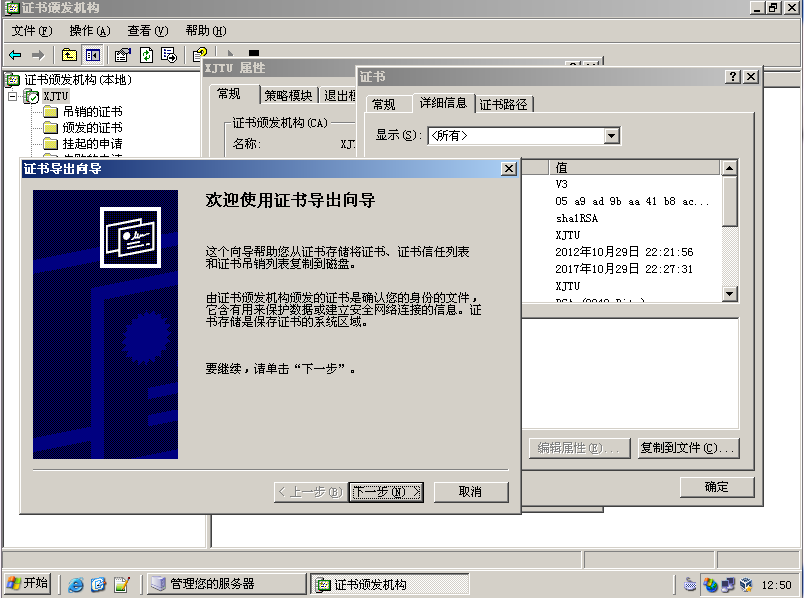 证书颁发机构
文件(F) 操作(A) 查看(V) 帮助(H)
证书颁发机构(本地)
XJTU
吊销的证书
颁发的证书
挂起的申请
XJTU 属性
常规 策略模块
证书颁发机构(CA)
名称:
证书
常规 详细信息 证书路径
显示(S): <所有>
值
V3
05 a9 ad 9b aa 41 b8 ac...
sha1RSA
XJTU
2012年10月29日 22:21:56
2017年10月29日 22:27:31
XJTU
编辑属性(E)... 复制到文件(C)...
确定
证书导出向导
欢迎使用证书导出向导
这个向导帮助您从证书存储将证书、证书信任列表
和证书吊销列表复制到磁盘。
由证书颁发机构颁发的证书是确认您的身份的文件，
它含有用来保护数据或建立安全网络连接的信息。证
书存储是保存证书的系统区域。
要继续，请单击“下一步”。
< 上一步(B) 下一步(N) > 取消
开始 管理您的服务器 证书颁发机构 12:50